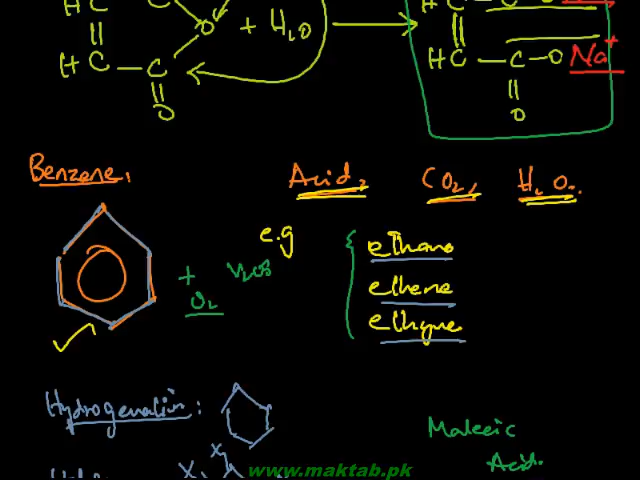 HC C
O + H2O
HC C O
HC — C
O
HC — C — O Na+
O
Benzene, Acid, CO2, H2O.
e.g
ethane
+ V2O5
O2
ethene
ethyne
Hydrogenation:
Maleic
Acid.
X X
www.maktab.pk